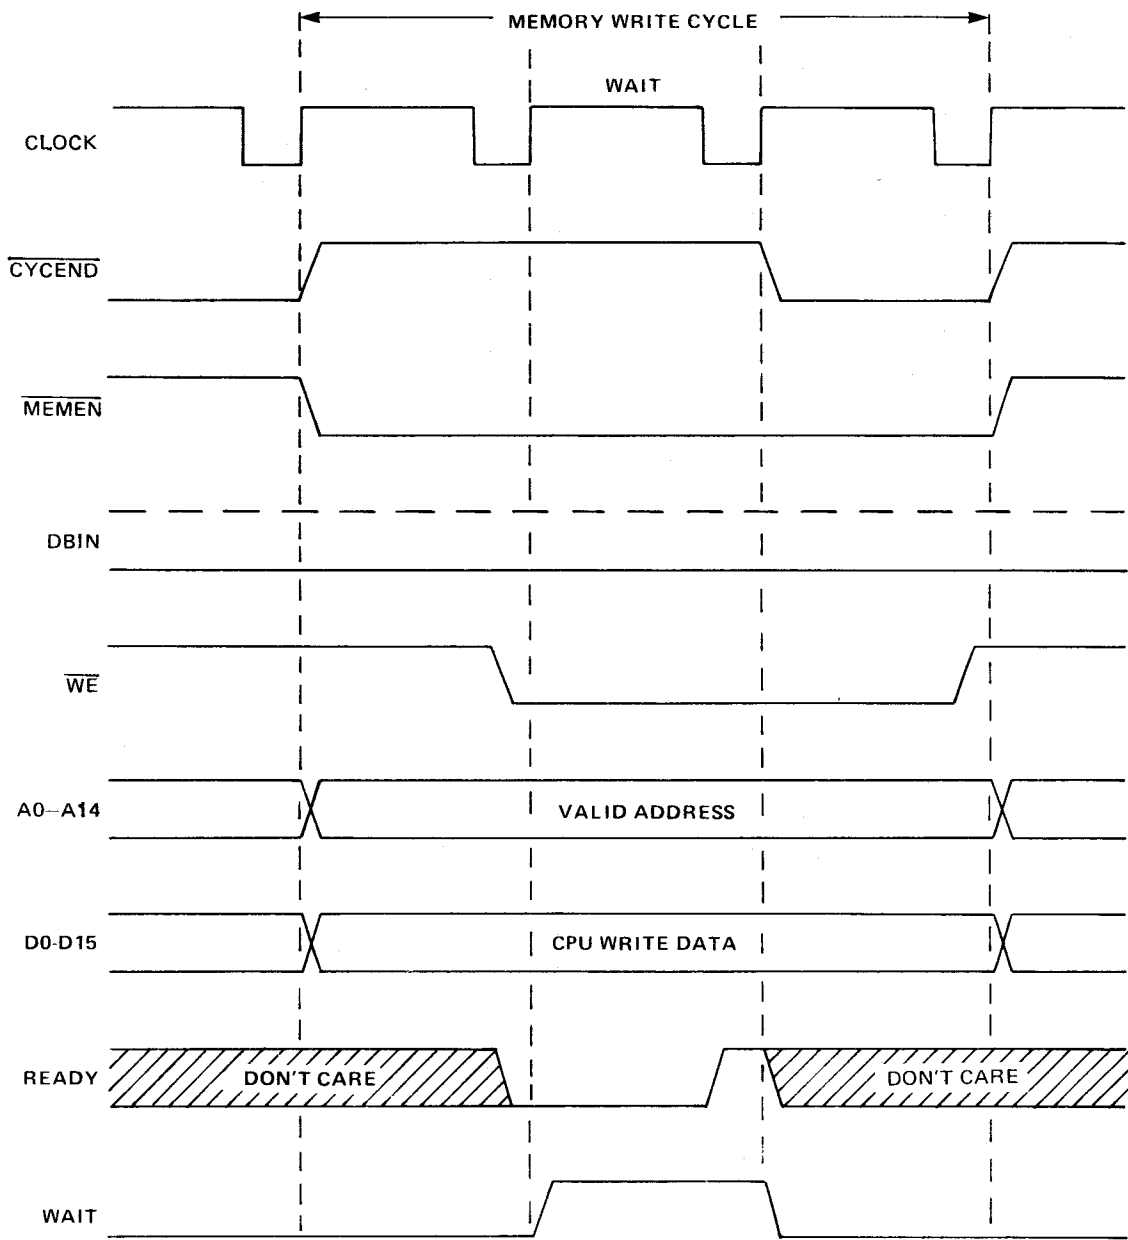 MEMORY WRITE CYCLE
WAIT
CLOCK
CYCEND
MEMEN
DBIN
WE
A0–A14
VALID ADDRESS
D0-D15
CPU WRITE DATA
READY
DON'T CARE
DON'T CARE
WAIT